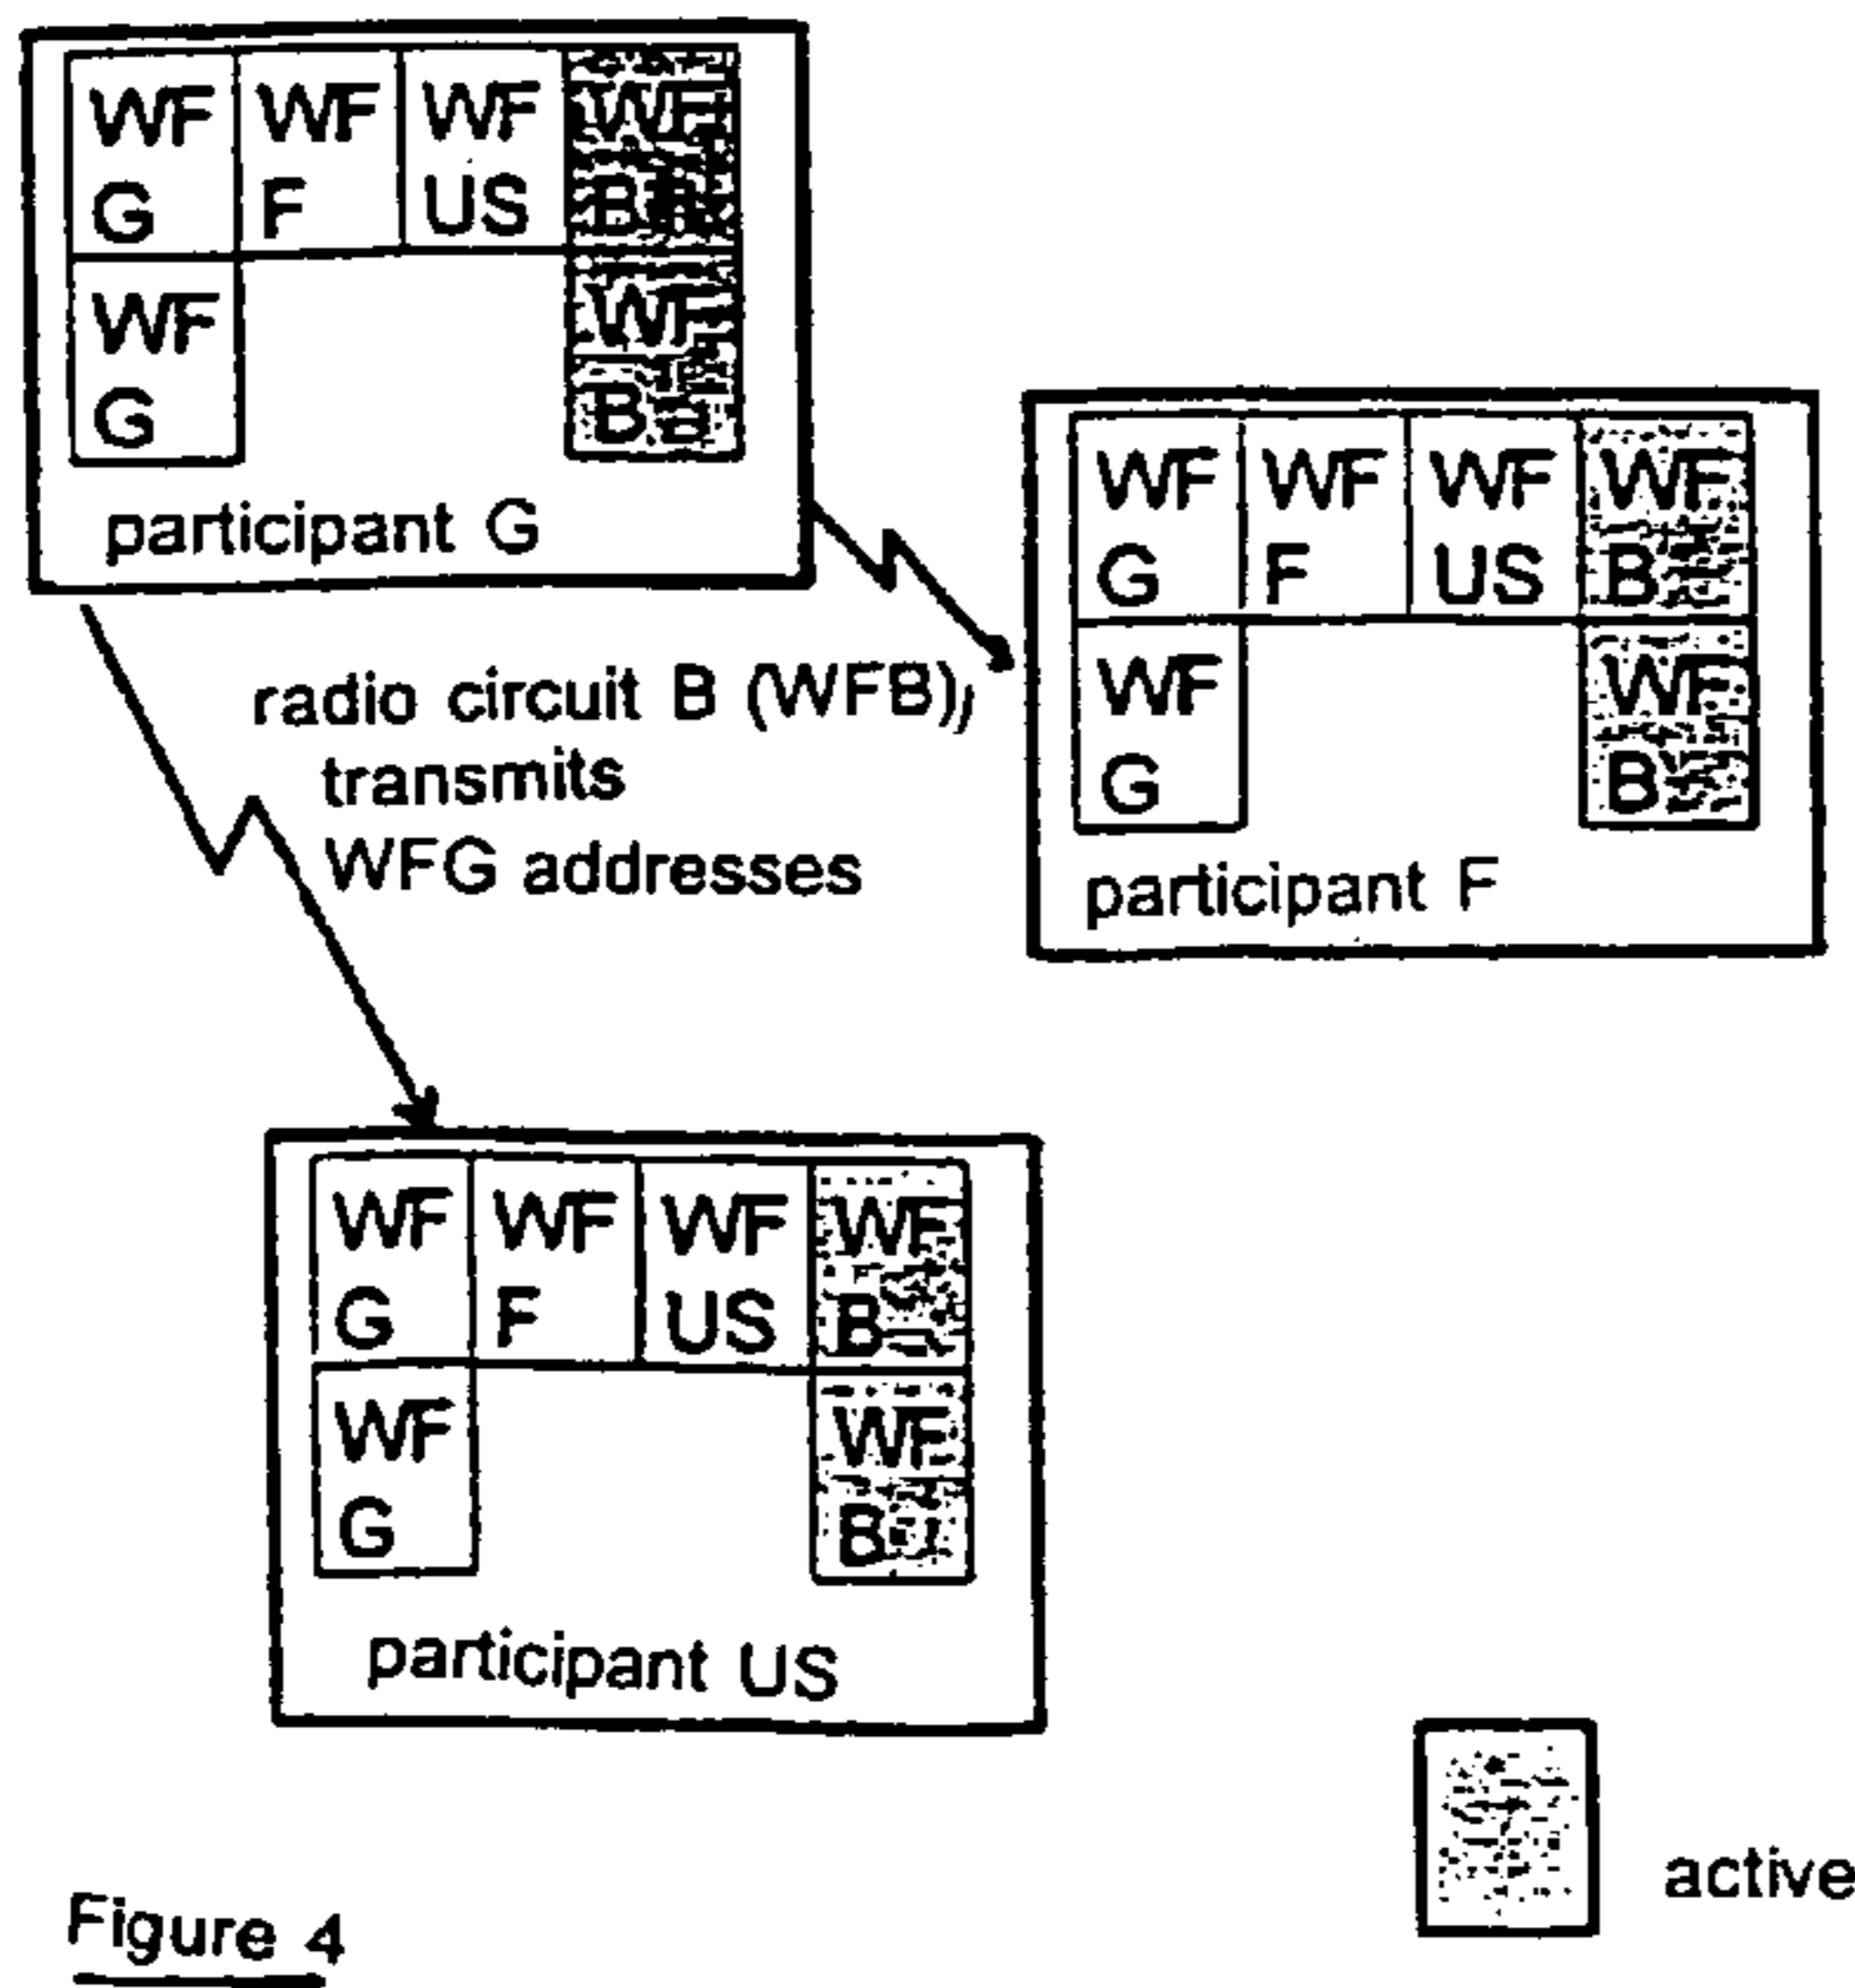 WF WF WF WF
G F US B
WF WF
G B
participant G
WF WF WF WF
G F US B
WF WF
G B
participant F
radio circuit B (WFB),
transmits
WFG addresses
WF WF WF WF
G F US B
WF WF
G B
participant US
active
Figure 4